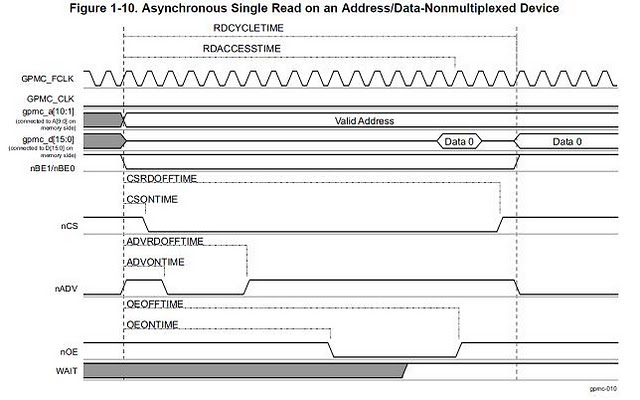 Figure 1-10. Asynchronous Single Read on an Address/Data-Nonmultiplexed Device
RDCYCLETIME
RDACCESSTIME
GPMC_FCLK
GPMC_CLK
gpmc_a[10:1]
(connected to A[9:0] on
memory side)
Valid Address
gpmc_d[15:0]
(connected to D[15:0] on
memory side)
Data 0
Data 0
nBE1/nBE0
CSRDOFFTIME
CSONTIME
nCS
ADVRDOFFTIME
ADVONTIME
nADV
OEOFFTIME
OEONTIME
nOE
WAIT
gpmc-010